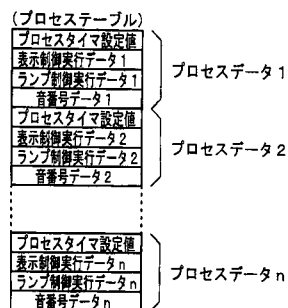 (プロセステーブル)
プロセスタイマ設定値
表示制御実行データ1
ランプ制御実行データ1
音番号データ1
プロセスデータ1
プロセスタイマ設定値
表示制御実行データ2
ランプ制御実行データ2
音番号データ2
プロセスデータ2
プロセスタイマ設定値
表示制御実行データn
ランプ制御実行データn
音番号データn
プロセスデータn